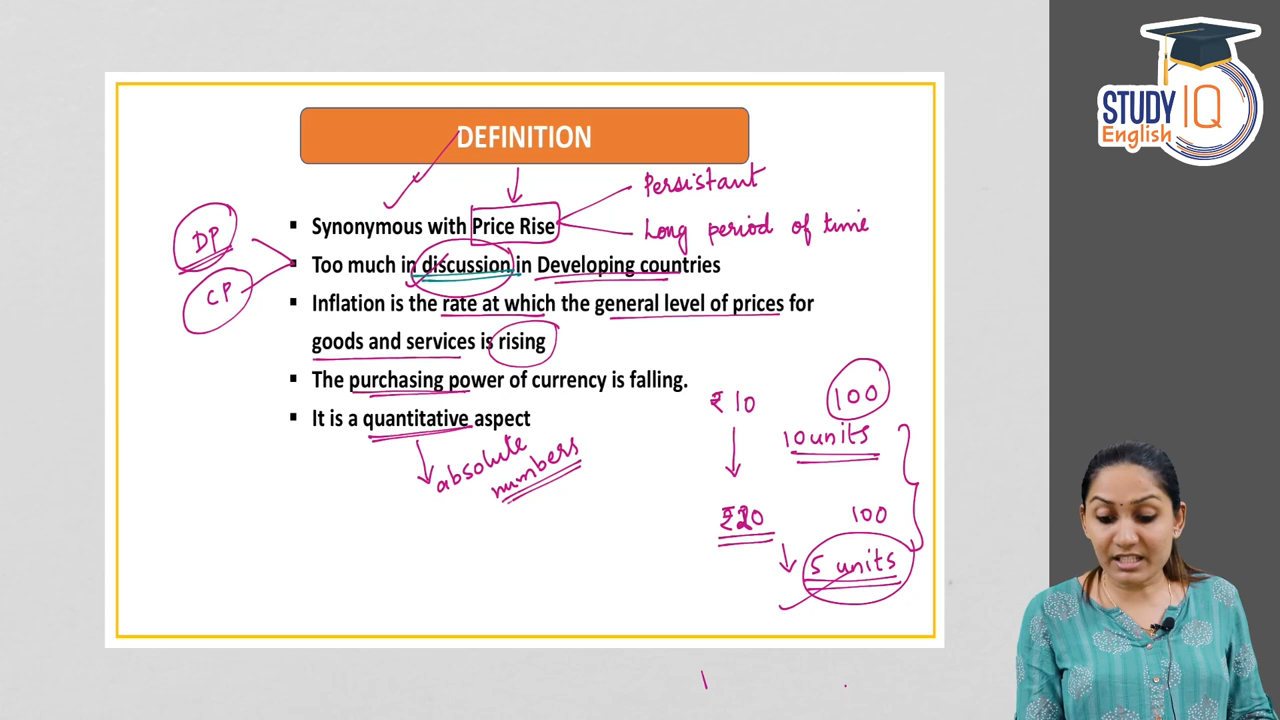 STUDY IQ
English
DEFINITION
Persistant
▪ Synonymous with Price Rise
Long period of time
DP
▪ Too much in discussion in Developing countries
CP
▪ Inflation is the rate at which the general level of prices for
goods and services is rising
▪ The purchasing power of currency is falling.
▪ It is a quantitative aspect
absolute
numbers
₹10 100
10 units
₹20 100
5 units